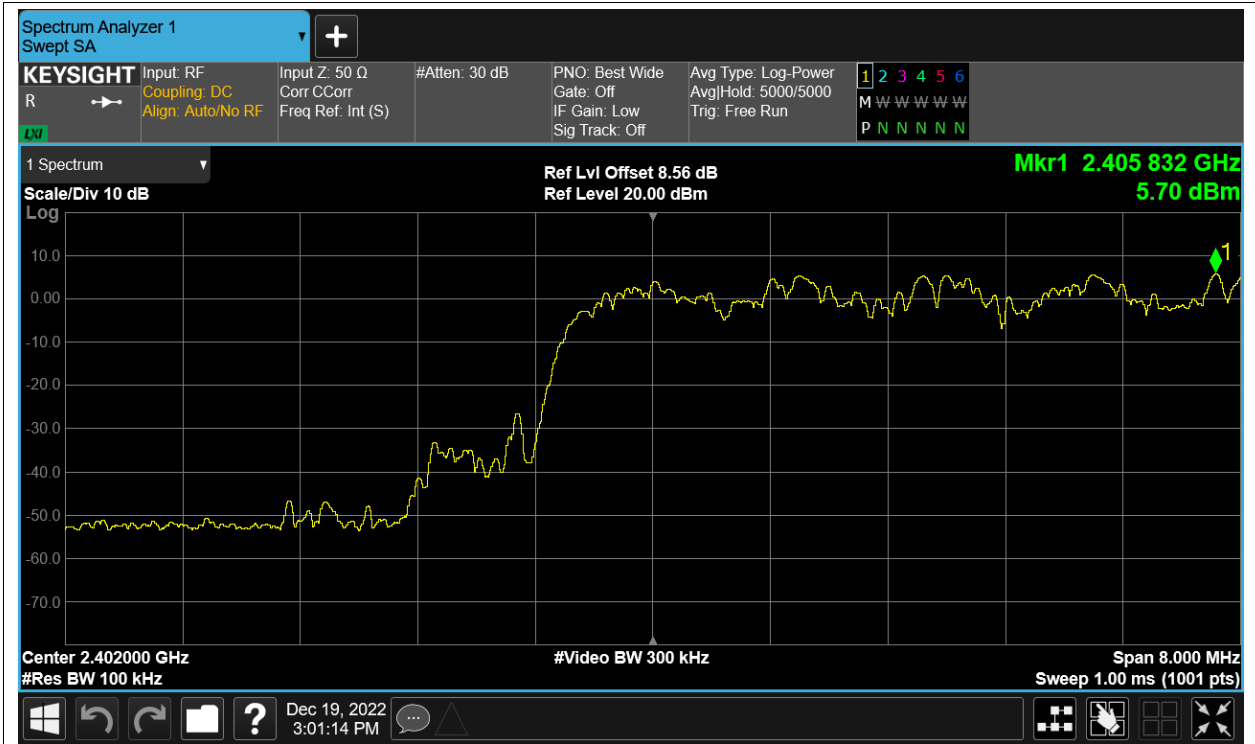 Spectrum Analyzer 1
Swept SA
KEYSIGHT
R
LXI
Input: RF
Coupling: DC
Align: Auto/No RF
Input Z: 50 Ω
Corr CCorr
Freq Ref: Int (S)
#Atten: 30 dB
PNO: Best Wide
Gate: Off
IF Gain: Low
Sig Track: Off
Avg Type: Log-Power
Avg|Hold: 5000/5000
Trig: Free Run
1 2 3 4 5 6
M W W W W W
P N N N N N
1 Spectrum
Scale/Div 10 dB
Ref Lvl Offset 8.56 dB
Ref Level 20.00 dBm
Mkr1 2.405 832 GHz
5.70 dBm
Log
10.0
0.00
-10.0
-20.0
-30.0
-40.0
-50.0
-60.0
-70.0
1
Center 2.402000 GHz
#Res BW 100 kHz
#Video BW 300 kHz
Span 8.000 MHz
Sweep 1.00 ms (1001 pts)
?
Dec 19, 2022
3:01:14 PM